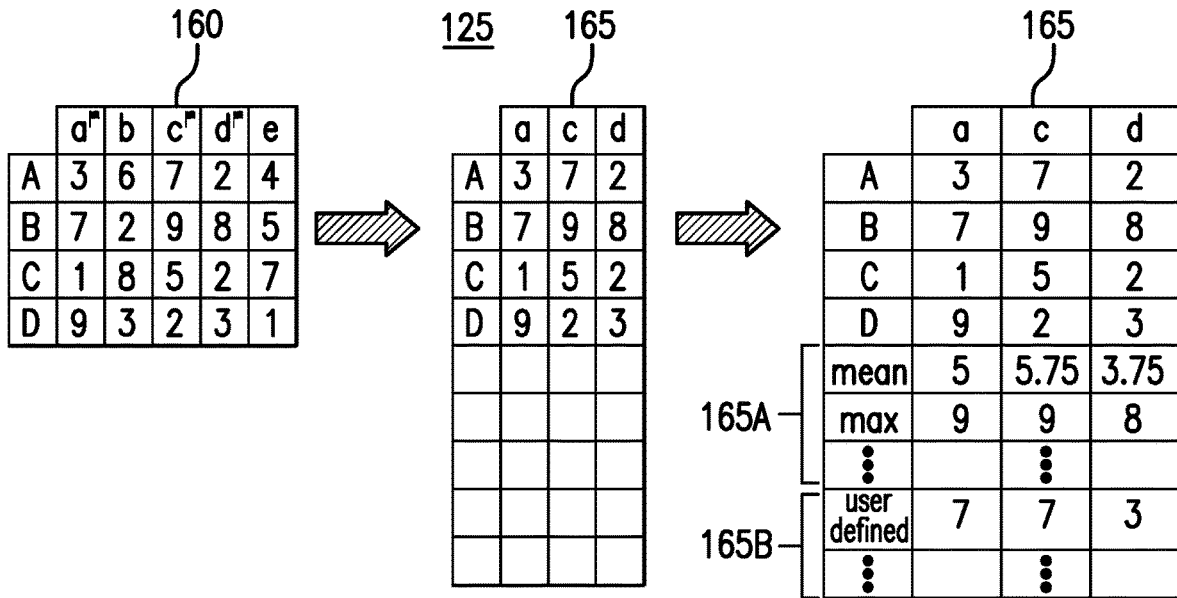 160
125
165
165
a b c d e
A 3 6 7 2 4
B 7 2 9 8 5
C 1 8 5 2 7
D 9 3 2 3 1
a c d
A 3 7 2
B 7 9 8
C 1 5 2
D 9 2 3
a c d
A 3 7 2
B 7 9 8
C 1 5 2
D 9 2 3
mean 5 5.75 3.75
165A
max 9 9 8
user
defined 7 7 3
165B